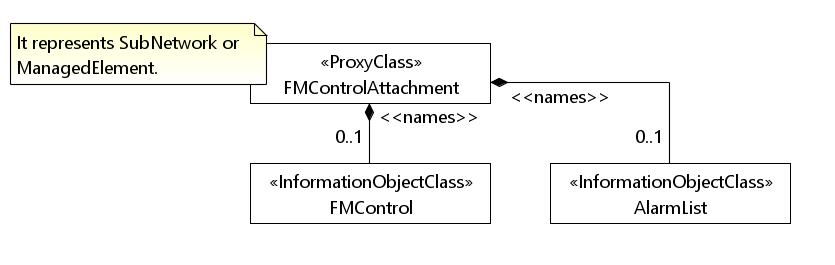 It represents SubNetwork or
ManagedElement.
«ProxyClass»
FMControlAttachment
<<names>>
<<names>>
0..1
0..1
«InformationObjectClass»
FMControl
«InformationObjectClass»
AlarmList